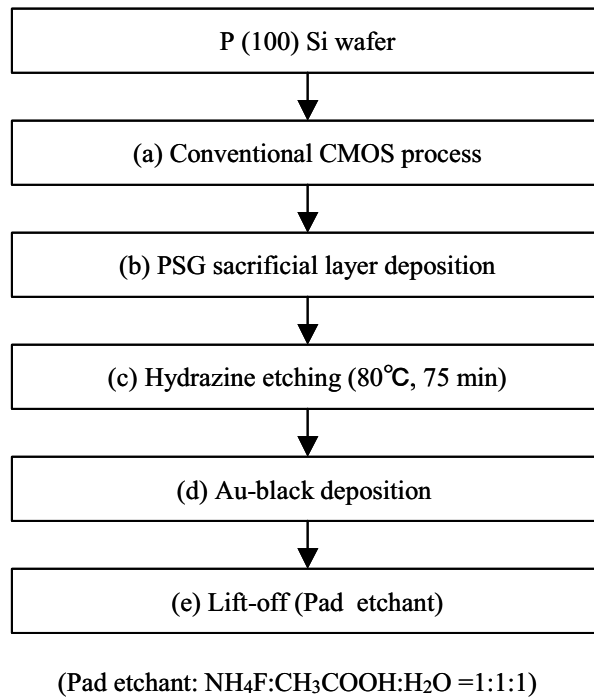 P (100) Si wafer
(a) Conventional CMOS process
(b) PSG sacrificial layer deposition
(c) Hydrazine etching (80℃, 75 min)
(d) Au-black deposition
(e) Lift-off (Pad etchant)
(Pad etchant: NH4F:CH3COOH:H2O =1:1:1)